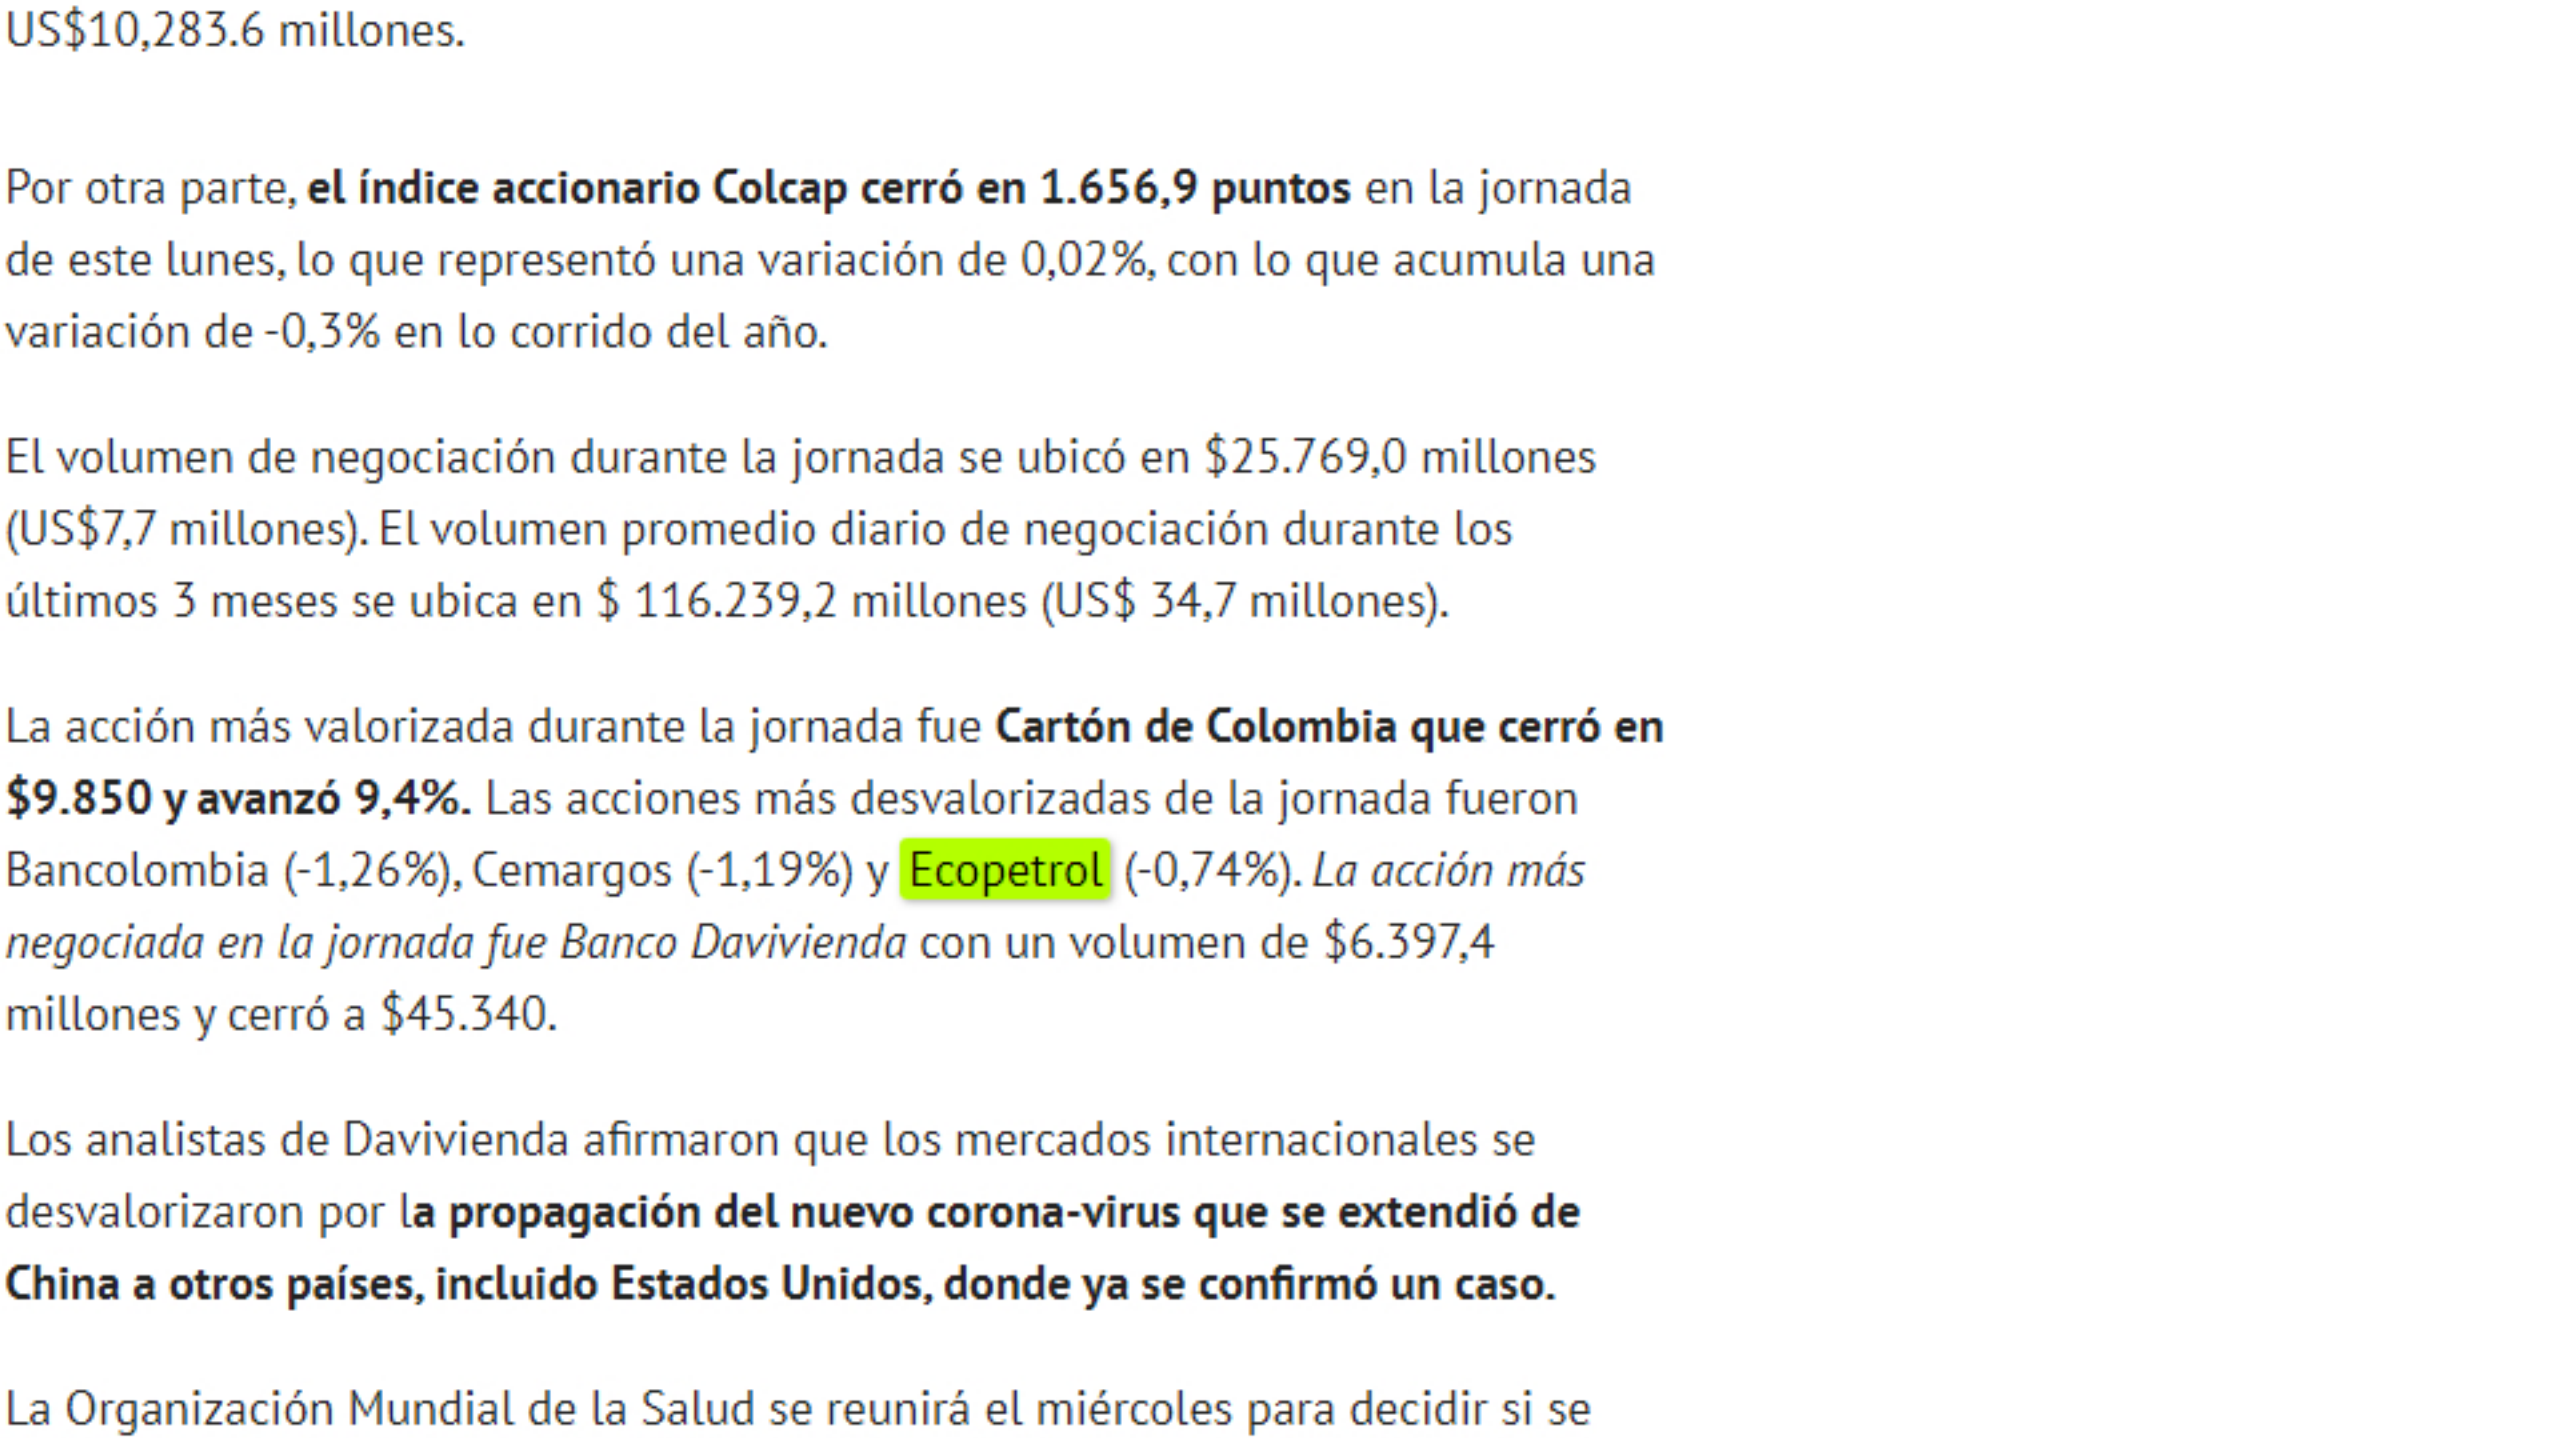 US$10,283.6 millones.
Por otra parte, el índice accionario Colcap cerró en 1.656,9 puntos en la jornada
de este lunes, lo que representó una variación de 0,02%, con lo que acumula una
variación de -0,3% en lo corrido del año.
El volumen de negociación durante la jornada se ubicó en $25.769,0 millones
(US$7,7 millones). El volumen promedio diario de negociación durante los
últimos 3 meses se ubica en $ 116.239,2 millones (US$ 34,7 millones).
La acción más valorizada durante la jornada fue Cartón de Colombia que cerró en
$9.850 y avanzó 9,4%. Las acciones más desvalorizadas de la jornada fueron
Bancolombia (-1,26%), Cemargos (-1,19%) y Ecopetrol (-0,74%). La acción más
negociada en la jornada fue Banco Davivienda con un volumen de $6.397,4
millones y cerró a $45.340.
Los analistas de Davivienda afirmaron que los mercados internacionales se
desvalorizaron por la propagación del nuevo corona-virus que se extendió de
China a otros países, incluido Estados Unidos, donde ya se confirmó un caso.
La Organización Mundial de la Salud se reunirá el miércoles para decidir si se